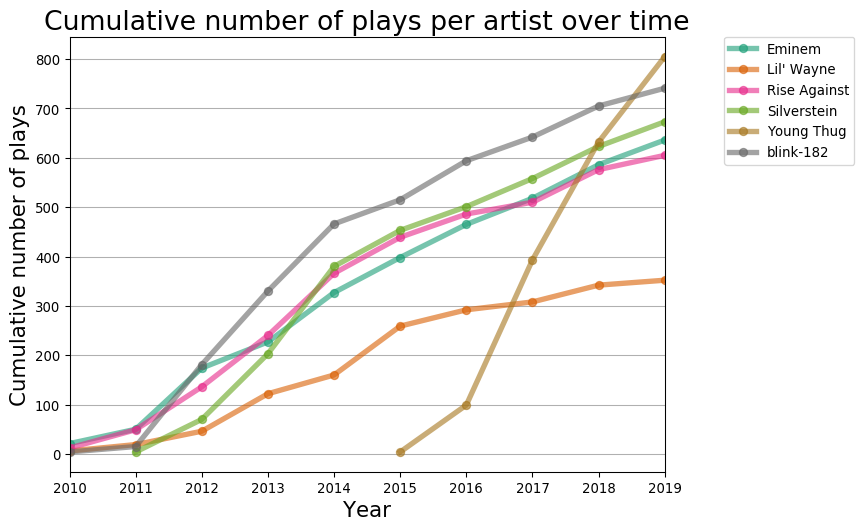 Cumulative number of plays per artist over time
Eminem
Lil' Wayne
Rise Against
Silverstein
Young Thug
blink-182
Cumulative number of plays
800
700
600
500
400
300
200
100
0
2010 2011 2012 2013 2014 2015 2016 2017 2018 2019
Year